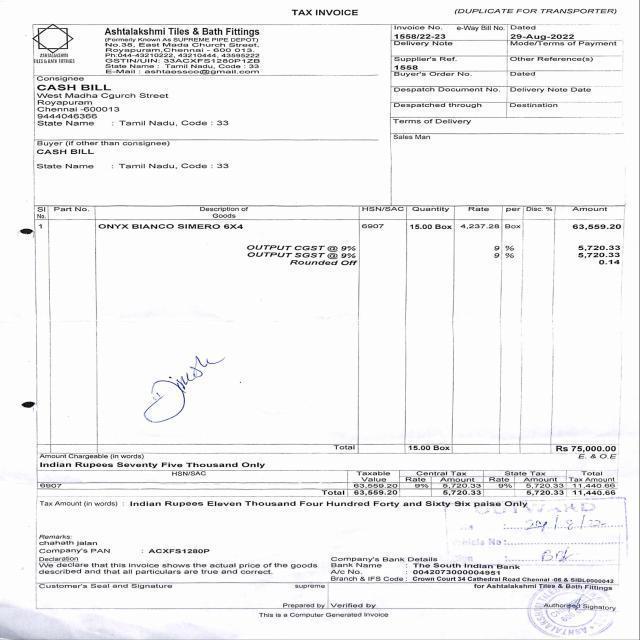 TAX INVOICE
(DUPLICATE FOR TRANSPORTER)
ASHTALAKSHMI
TILES & BATH FITTINGS
Ashtalakshmi Tiles & Bath Fittings
(Formerly Known As SUPREME PIPE DEPOT)
No.38, East Mada Church Street,
Royapuram, Chennai - 600 013.
Ph:044-43210222, 43210444, 43595222
GSTIN/UIN: 33ACXFS1280P1ZB
State Name : Tamil Nadu, Code : 33
E-Mail : ashtaessco@gmail.com
Invoice No. e-Way Bill No. Dated
1558/22-23 29-Aug-2022
Delivery Note Mode/Terms of Payment
Supplier's Ref. Other Reference(s)
1558
Buyer's Order No. Dated
Despatch Document No. Delivery Note Date
Despatched through Destination
Terms of Delivery
Sales Man
Consignee
CASH BILL
West Madha Cgurch Street
Royapuram
Chennai -600013
9444046366
State Name : Tamil Nadu, Code : 33
Buyer (if other than consignee)
CASH BILL
State Name : Tamil Nadu, Code : 33
Sl No. Part No. Description of Goods HSN/SAC Quantity Rate per Disc. % Amount
1 ONYX BIANCO SIMERO 6X4 6907 15.00 Box 4,237.28 Box 63,559.20
OUTPUT CGST @ 9% 9 % 5,720.33
OUTPUT SGST @ 9% 9 % 5,720.33
Rounded Off 0.14
Total 15.00 Box Rs 75,000.00
Amount Chargeable (in words) E. & O.E
Indian Rupees Seventy Five Thousand Only
HSN/SAC Taxable Value Central Tax Rate Amount State Tax Rate Amount Total Tax Amount
6907 63,559.20 9% 5,720.33 9% 5,720.33 11,440.66
Total 63,559.20 5,720.33 5,720.33 11,440.66
Tax Amount (in words) : Indian Rupees Eleven Thousand Four Hundred Forty and Sixty Six paise Only
OUTWARD
Vehicle No :
Remarks:
chahath jalan
Company's PAN : ACXFS1280P
Declaration
We declare that this invoice shows the actual price of the goods
described and that all particulars are true and correct.
Company's Bank Details
Bank Name : The South Indian Bank
A/c No. : 0042073000004951
Branch & IFS Code : Crown Court 34 Cathedral Road Chennai -06 & SIBL0000042
Customer's Seal and Signature supreme for Ashtalakshmi Tiles & Bath Fittings
Prepared by Verified by Authorised Signatory
This is a Computer Generated Invoice